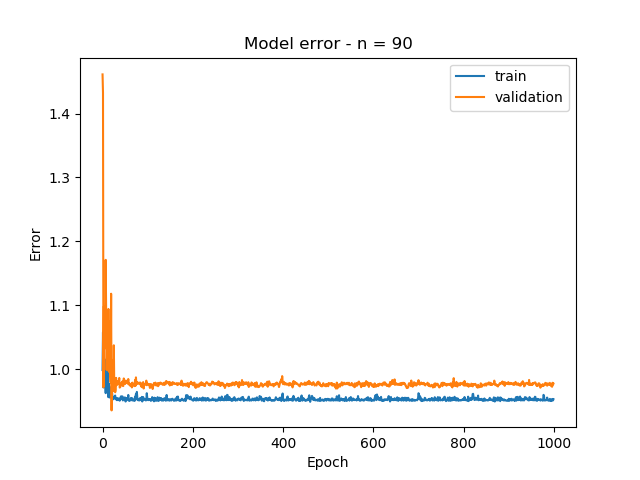 Model error - n = 90
train
validation
1.4
1.3
1.2
1.1
1.0
Error
0
200
400
600
800
1000
Epoch